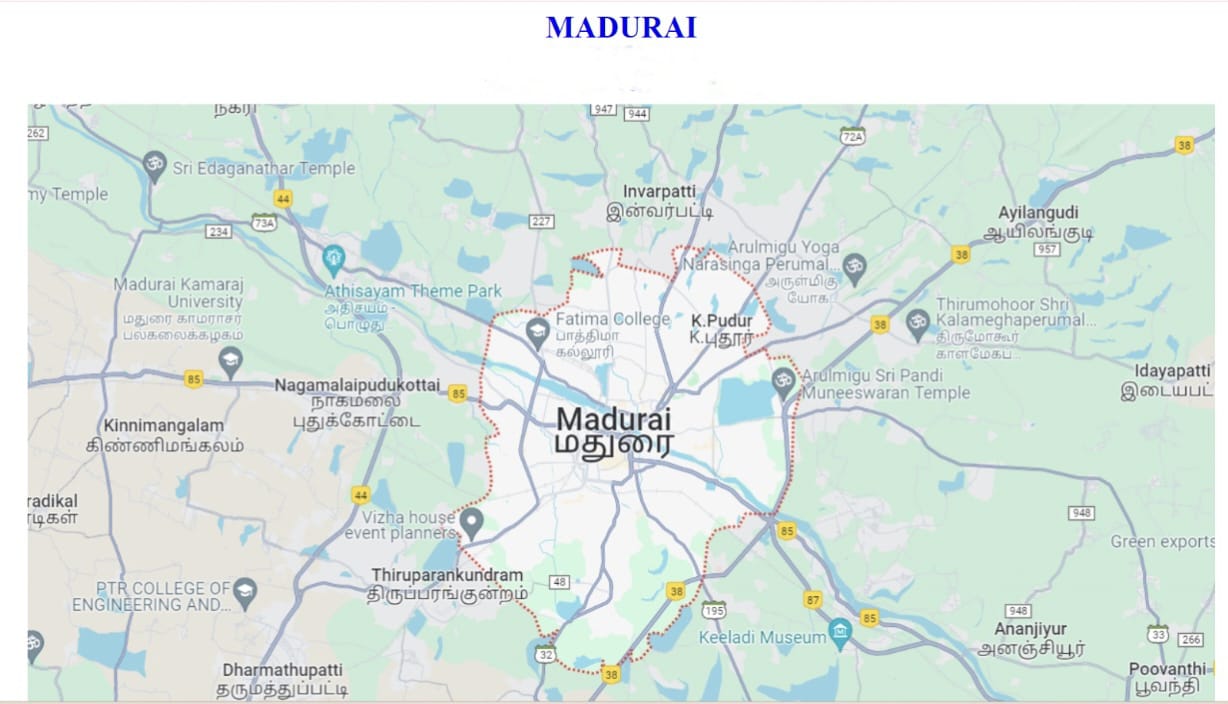 MADURAI
நகரி
947
944
262
72A
38
Sri Edaganathar Temple
my Temple
44
Invarpatti
இன்வர்பட்டி
73A
234
227
Ayilangudi
அயிலங்குடி
957
38
Arulmigu Yoga
Narasinga Perumal...
அருள்மிகு
யோக...
Madurai Kamaraj
University
மதுரை காமராசர்
பல்கலைக்கழகம்
Athisayam Theme Park
அதிசயம் -
பொழுது
Fatima College
பாத்திமா
கல்லூரி
K.Pudur
K.புதூர்
38
Thirumohoor Shri
Kalameghaperumal...
திருமோகூர்
காளமேகப...
85
Nagamalaipudukottai
நாகமலை
புதுக்கோட்டை
85
Arulmigu Sri Pandi
Muneeswaran Temple
Idayapatti
இடையபட்
Kinnimangalam
கிண்ணிமங்கலம்
Madurai
மதுரை
44
radikal
டிகள்
Vizha house
event planners
948
85
Green exports
Thiruparankundram
திருப்பரங்குன்றம்
48
38
PTR COLLEGE OF
ENGINEERING AND...
195
87
85
948
Keeladi Museum
Ananjiyur
அனஞ்சியூர்
33
266
32
38
Dharmathupatti
தருமத்துப்பட்டி
Poovanthi
பூவந்தி